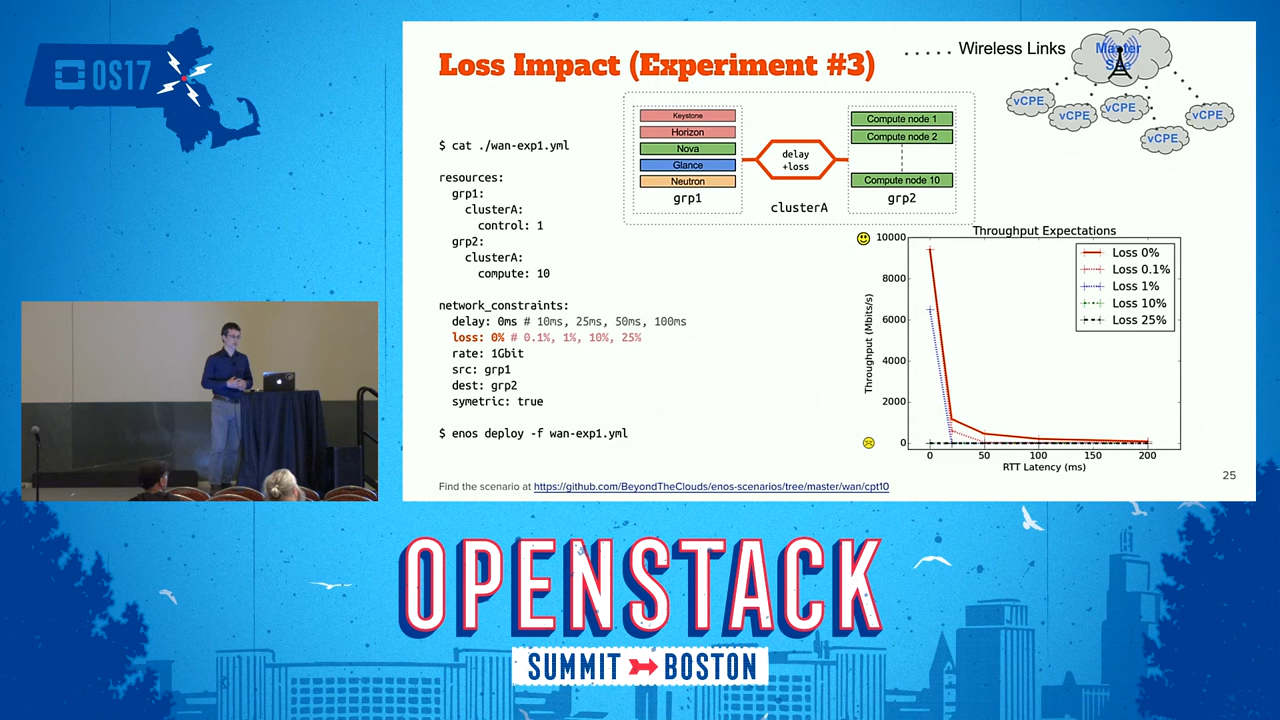 OS17
Loss Impact (Experiment #3)
..... Wireless Links
Master
vCPE
vCPE
vCPE
vCPE
vCPE
Keystone
Horizon
Nova
Glance
Neutron
grp1
delay
+loss
clusterA
Compute node 1
Compute node 2
Compute node 10
grp2
$ cat ./wan-exp1.yml
resources:
grp1:
clusterA:
control: 1
grp2:
clusterA:
compute: 10
network_constraints:
delay: 0ms # 10ms, 25ms, 50ms, 100ms
loss: 0% # 0.1%, 1%, 10%, 25%
rate: 1Gbit
src: grp1
dest: grp2
symetric: true
$ enos deploy -f wan-exp1.yml
Throughput Expectations
Throughput (Mbits/s)
10000
8000
6000
4000
2000
0
0
50
100
150
200
RTT Latency (ms)
Loss 0%
Loss 0.1%
Loss 1%
Loss 10%
Loss 25%
Find the scenario at https://github.com/BeyondTheClouds/enos-scenarios/tree/master/wan/cpt10
25
OPENSTACK
SUMMIT BOSTON